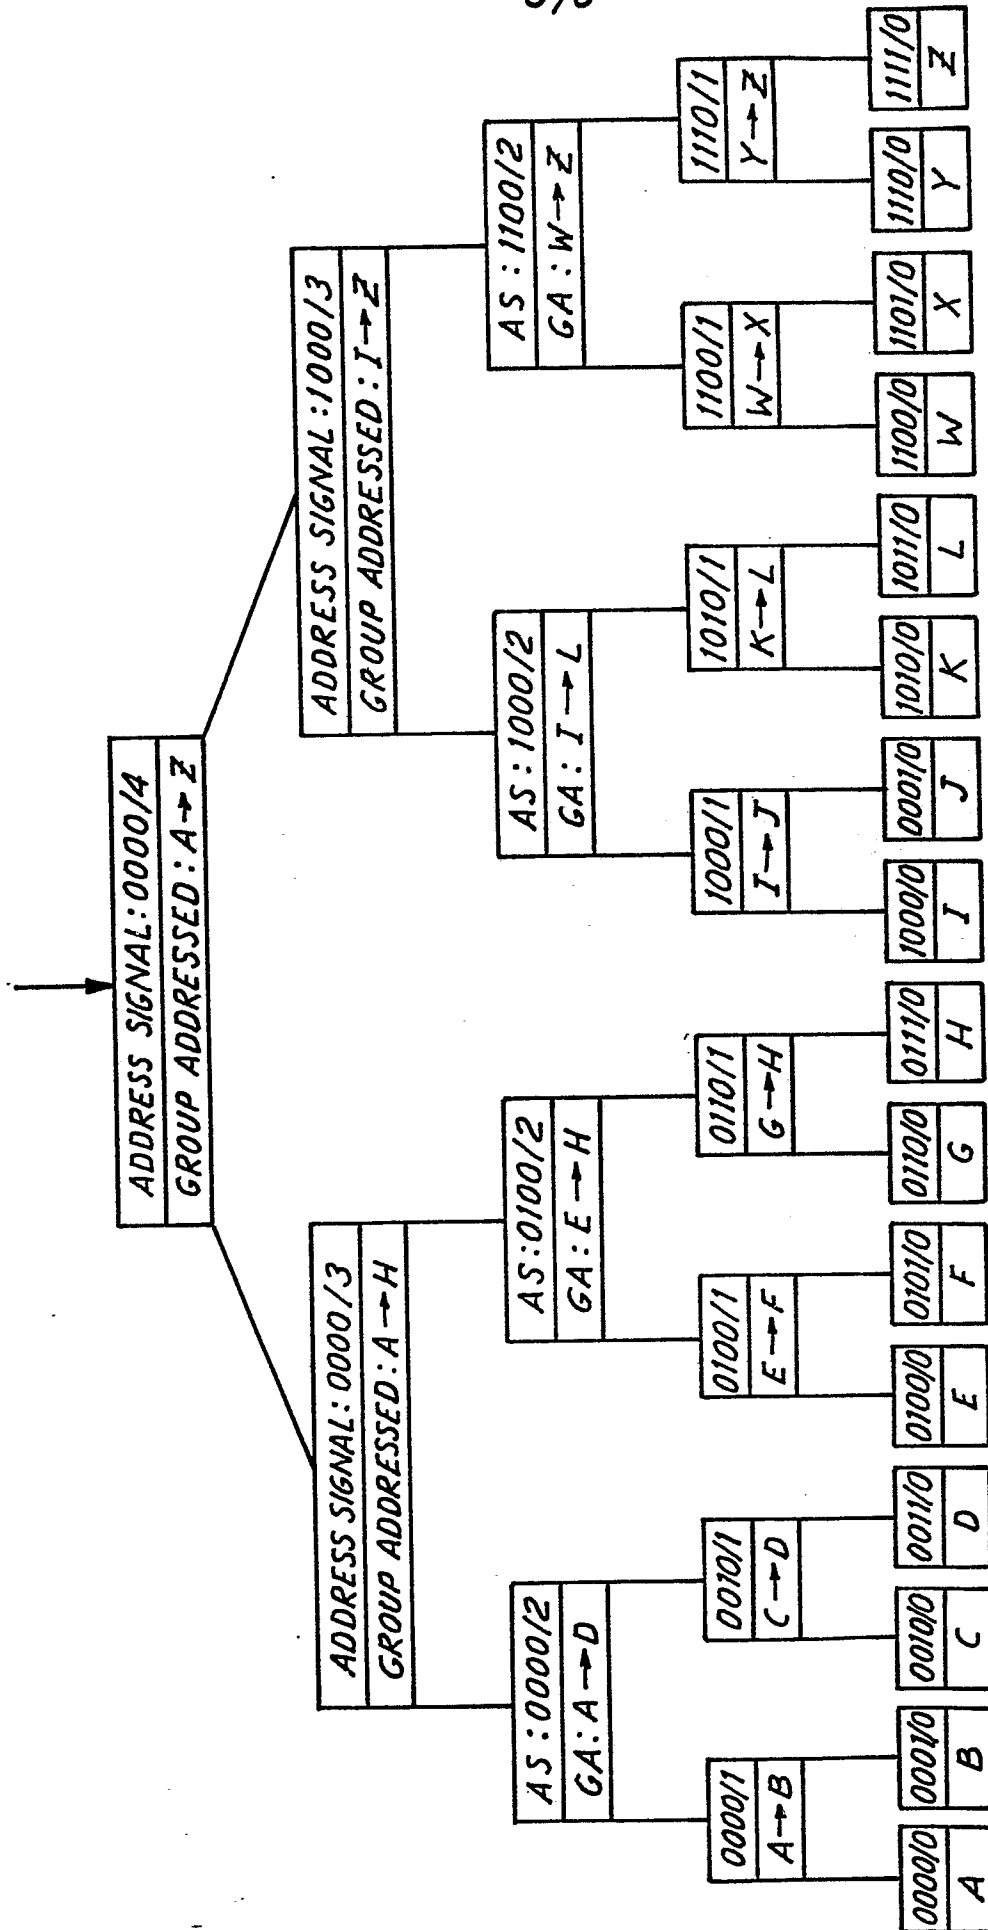 6/6
ADDRESS SIGNAL:0000/4
GROUP ADDRESSED:A→Z
ADDRESS SIGNAL:0000/3
GROUP ADDRESSED:A→H
ADDRESS SIGNAL:1000/3
GROUP ADDRESSED:I→Z
AS:0000/2
GA:A→D
AS:0100/2
GA:E→H
AS:1000/2
GA:I→L
AS:1100/2
GA:W→Z
0000/1
A→B
0010/1
C→D
0100/1
E→F
0110/1
G→H
1000/1
I→J
1010/1
K→L
1100/1
W→X
1110/1
Y→Z
0000/0
A
0001/0
B
0010/0
C
0011/0
D
0100/0
E
0101/0
F
0110/0
G
0111/0
H
1000/0
I
0001/0
J
1010/0
K
1011/0
L
1100/0
W
1101/0
X
1110/0
Y
1111/0
Z